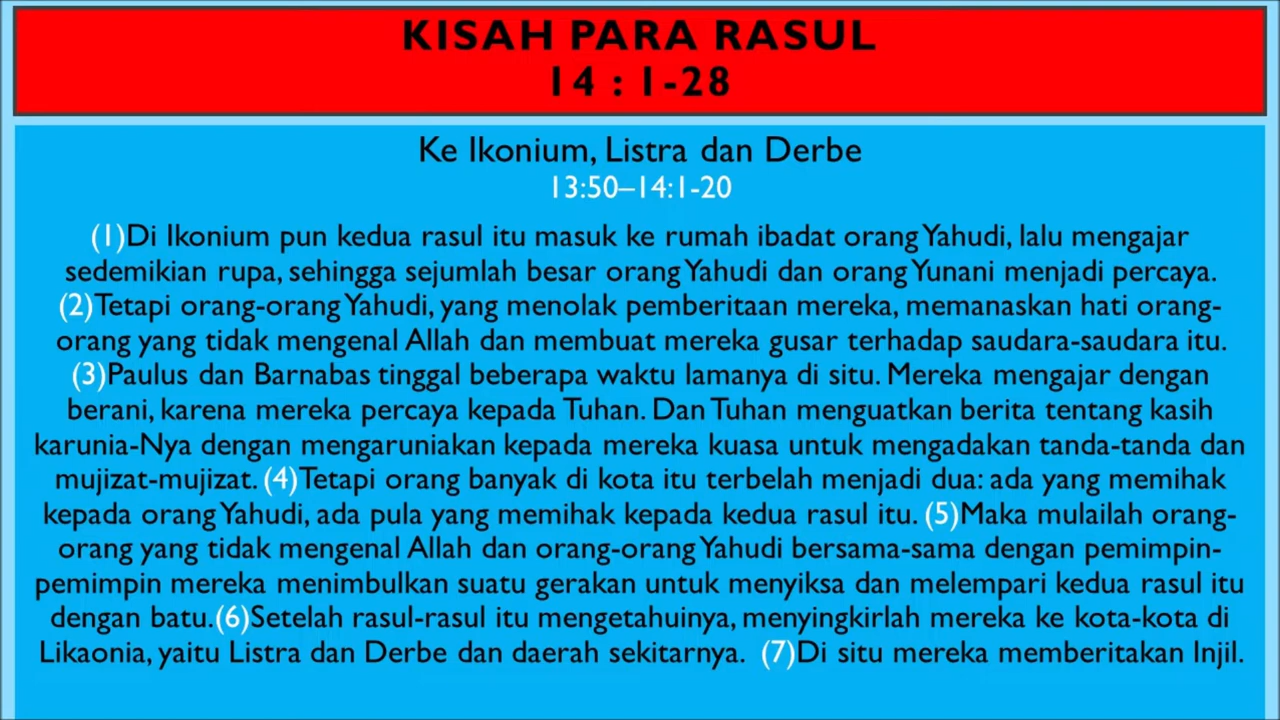 KISAH PARA RASUL
14 : 1-28
Ke Ikonium, Listra dan Derbe
13:50–14:1-20
(1)Di Ikonium pun kedua rasul itu masuk ke rumah ibadat orang Yahudi, lalu mengajar
sedemikian rupa, sehingga sejumlah besar orang Yahudi dan orang Yunani menjadi percaya.
(2)Tetapi orang-orang Yahudi, yang menolak pemberitaan mereka, memanaskan hati orang-
orang yang tidak mengenal Allah dan membuat mereka gusar terhadap saudara-saudara itu.
(3)Paulus dan Barnabas tinggal beberapa waktu lamanya di situ. Mereka mengajar dengan
berani, karena mereka percaya kepada Tuhan. Dan Tuhan menguatkan berita tentang kasih
karunia-Nya dengan mengaruniakan kepada mereka kuasa untuk mengadakan tanda-tanda dan
mujizat-mujizat. (4)Tetapi orang banyak di kota itu terbelah menjadi dua: ada yang memihak
kepada orang Yahudi, ada pula yang memihak kepada kedua rasul itu. (5)Maka mulailah orang-
orang yang tidak mengenal Allah dan orang-orang Yahudi bersama-sama dengan pemimpin-
pemimpin mereka menimbulkan suatu gerakan untuk menyiksa dan melempari kedua rasul itu
dengan batu.(6)Setelah rasul-rasul itu mengetahuinya, menyingkirlah mereka ke kota-kota di
Likaonia, yaitu Listra dan Derbe dan daerah sekitarnya. (7)Di situ mereka memberitakan Injil.